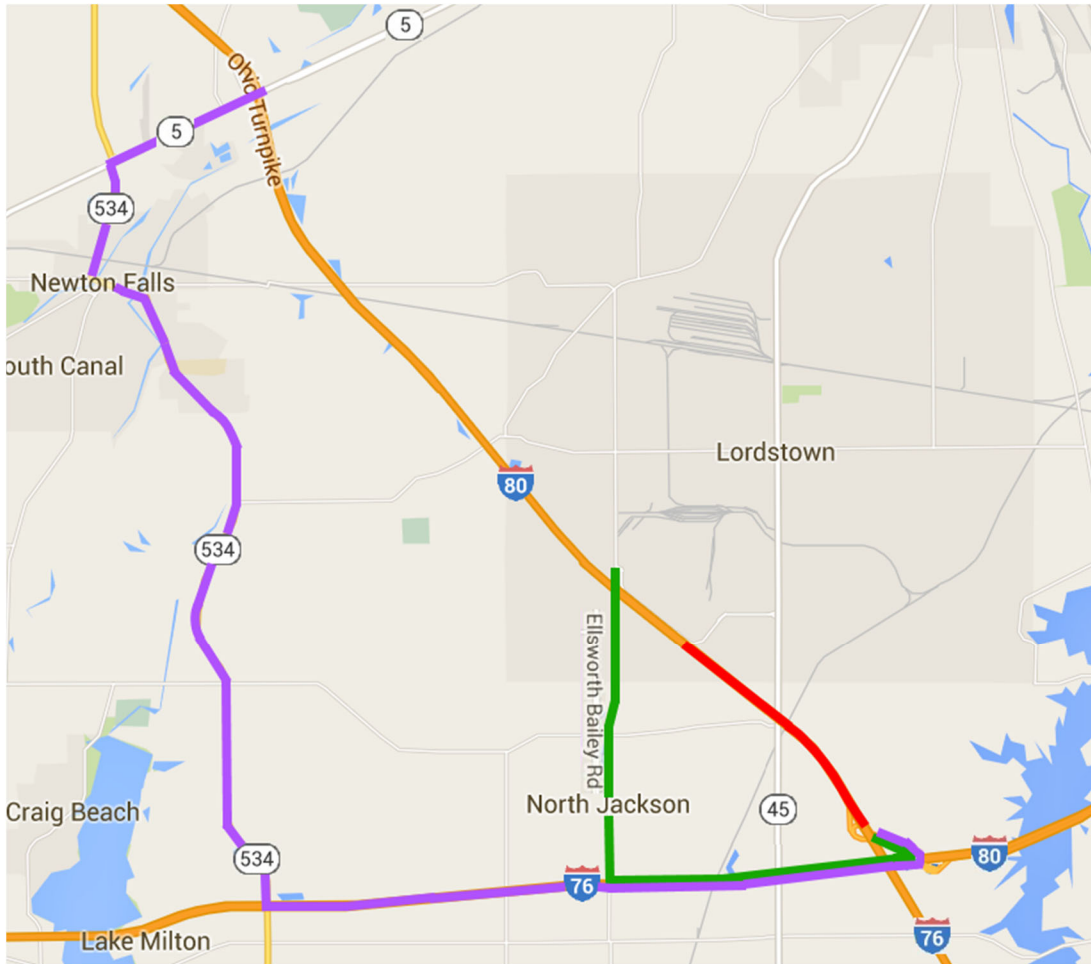 5
Ohio Turnpike
5
534
Newton Falls
outh Canal
Lordstown
80
534
Ellsworth Bailey Rd
North Jackson
45
Craig Beach
534
80
76
76
Lake Milton